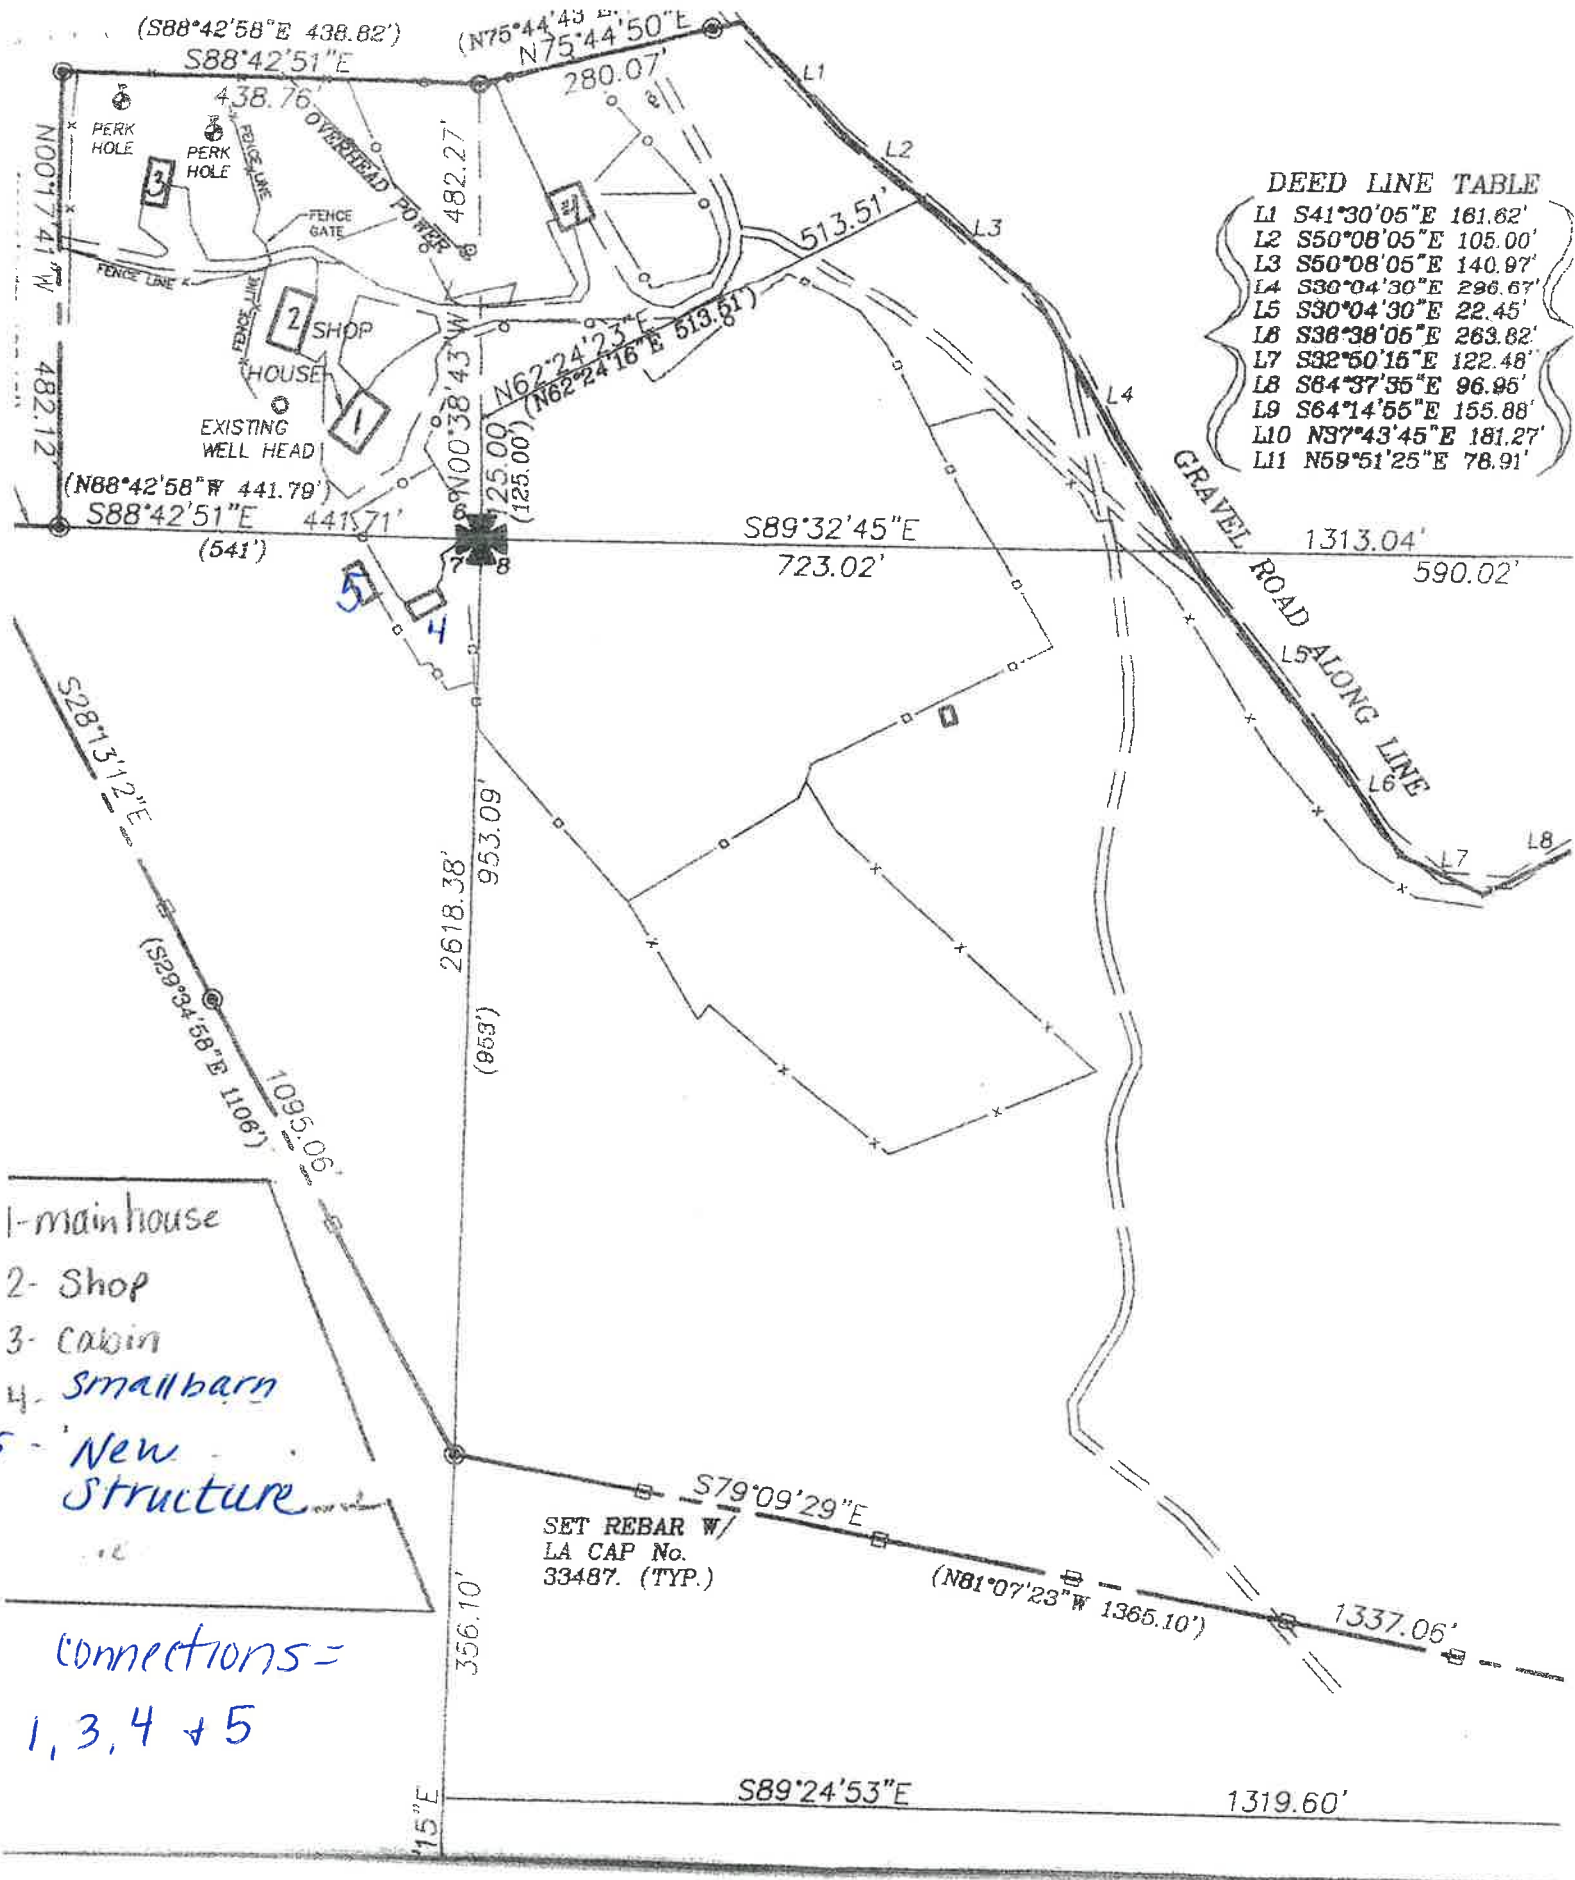 (S88°42'58"E 438.82')
S88°42'51"E
438.76'
N75°44'50"E
280.07'
L1
L2
L3
L4
L5
L6
L7
L8
DEED LINE TABLE
L1 S41°30'05"E 161.62'
L2 S50°08'05"E 105.00'
L3 S50°08'05"E 140.97'
L4 S30°04'30"E 296.67'
L5 S30°04'30"E 22.45'
L6 S36°38'05"E 263.82'
L7 S32°50'15"E 122.48'
L8 S64°37'35"E 96.95'
L9 S64°14'55"E 155.88'
L10 N37°43'45"E 181.27'
L11 N59°51'25"E 78.91'
PERK
HOLE
PERK
HOLE
FENCE LINE
OVERHEAD POWER
482.27'
513.51'
3
FENCE
GATE
N00°17'41"W 482.12'
FENCE LINE
FENCE LINE
2
SHOP
HOUSE
1
EXISTING
WELL HEAD
N62°24'23"E
(N62°24'16"E 513.51')
N00°38'43"W
125.00
(125.00')
(N88°42'58"W 441.79')
S88°42'51"E 441.71'
(541')
6
7 8
S89°32'45"E
723.02'
1313.04'
590.02'
GRAVEL ROAD ALONG LINE
5
4
S28°13'12"E
(S29°34'58"E 1106')
1095.06'
2618.38'
953.09'
(953')
1-mainhouse
2- Shop
3- Cabin
4- Small barn
5- New
Structure
connections=
1, 3, 4 + 5
SET REBAR W/
LA CAP No.
33487. (TYP.)
S79°09'29"E
(N81°07'23"W 1365.10')
1337.06'
356.10'
'15"E
S89°24'53"E
1319.60'